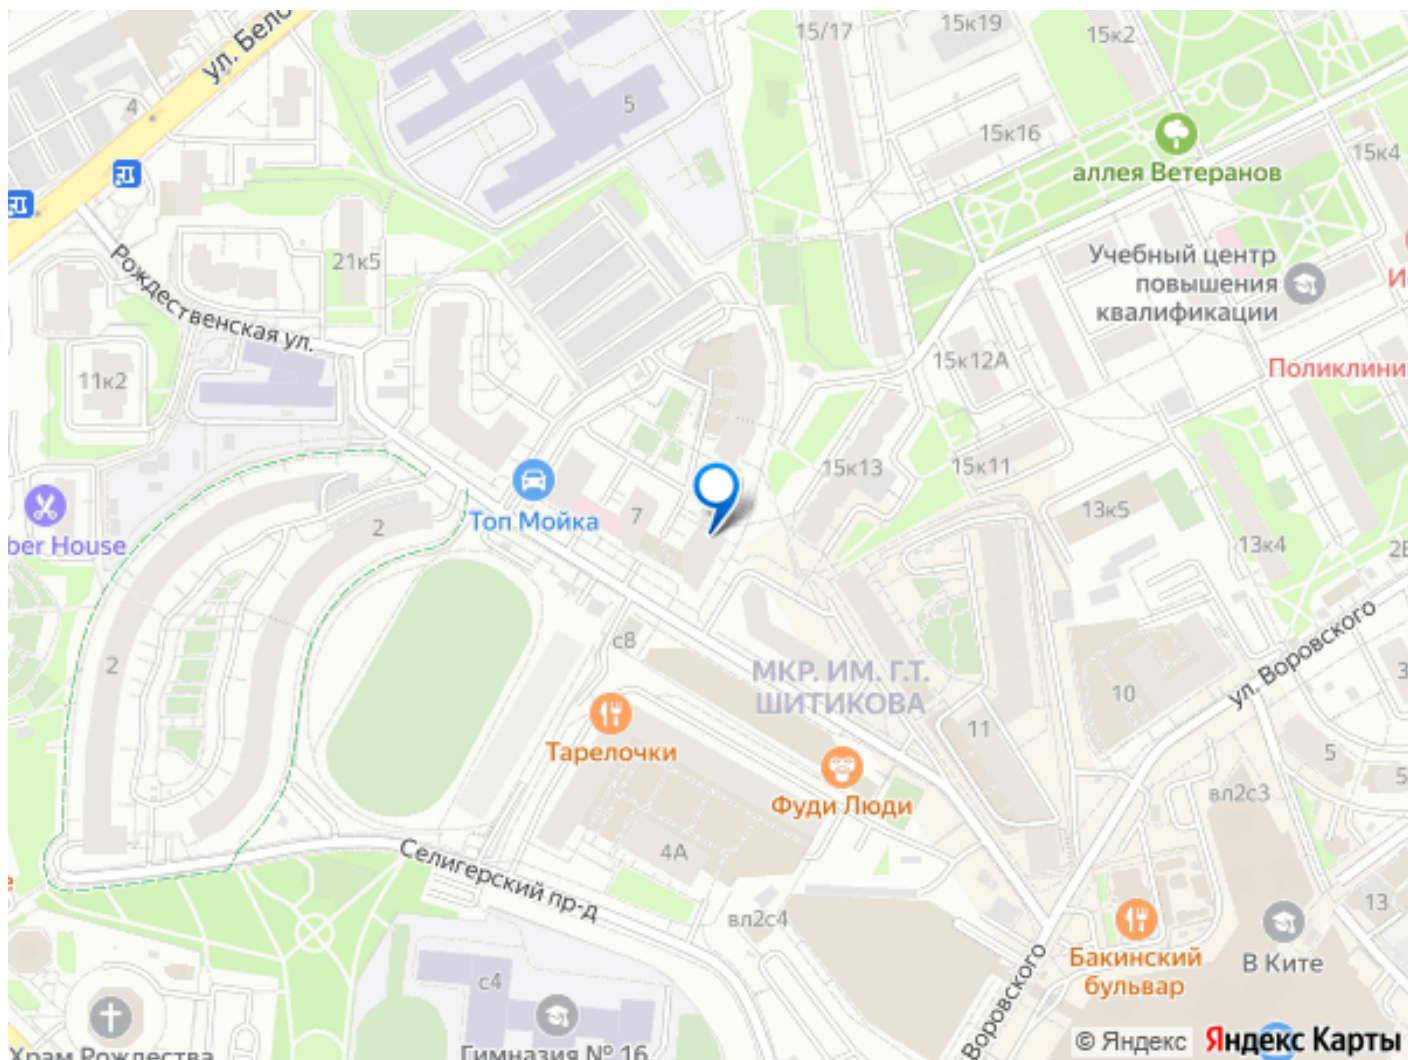 ул. Бело
15/17
15к19
15к2
4
5
15к16
15к4
аллея Ветеранов
Учебный центр
повышения
квалификации
21к5
Рождественская ул.
11к2
15к12А
Поликлини
15к13
15к11
13к5
13к4
ber House
Топ Мойка
7
2
2
с8
МКР. ИМ. Г.Т.
ШИТИКОВА
10
11
ул. Воровского
Тарелочки
Фуди Люди
5
вл2с3
4А
Селигерский пр-д
вл2с4
13
Бакинский
бульвар
В Ките
с4
Воровского
Храм Рождества
Гимназия № 16
© Яндекс
Яндекс Карты